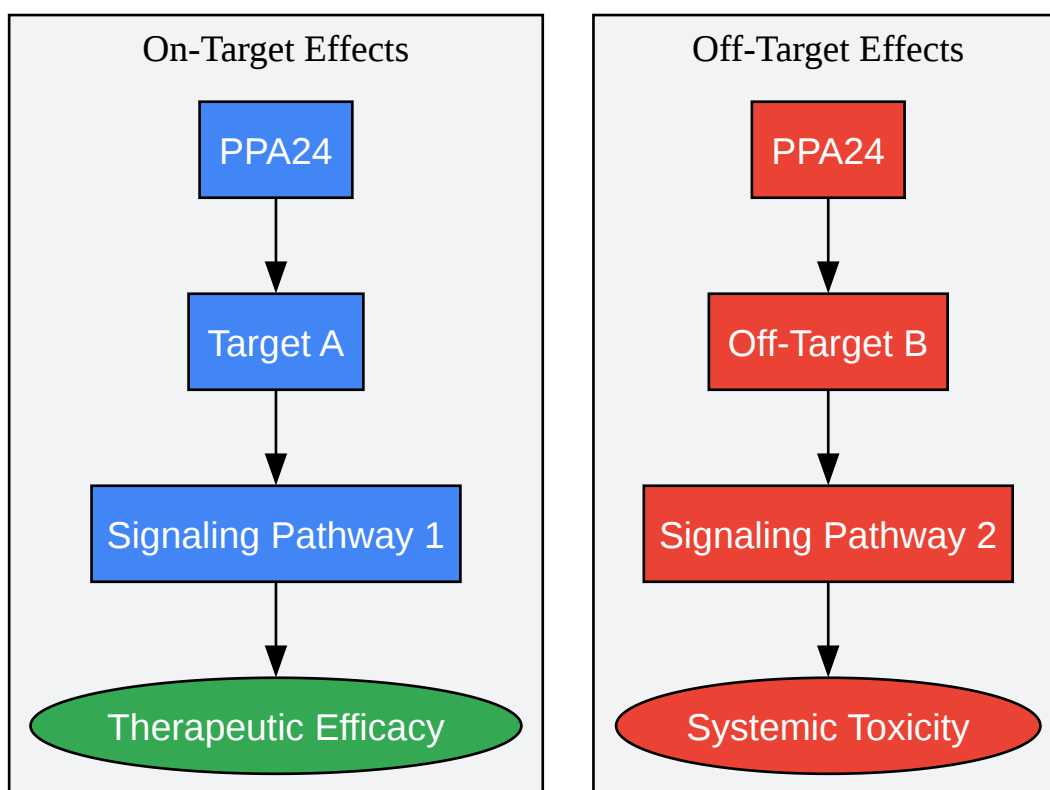 On-Target Effects
PPA24
Target A
Signaling Pathway 1
Therapeutic Efficacy
Off-Target Effects
PPA24
Off-Target B
Signaling Pathway 2
Systemic Toxicity